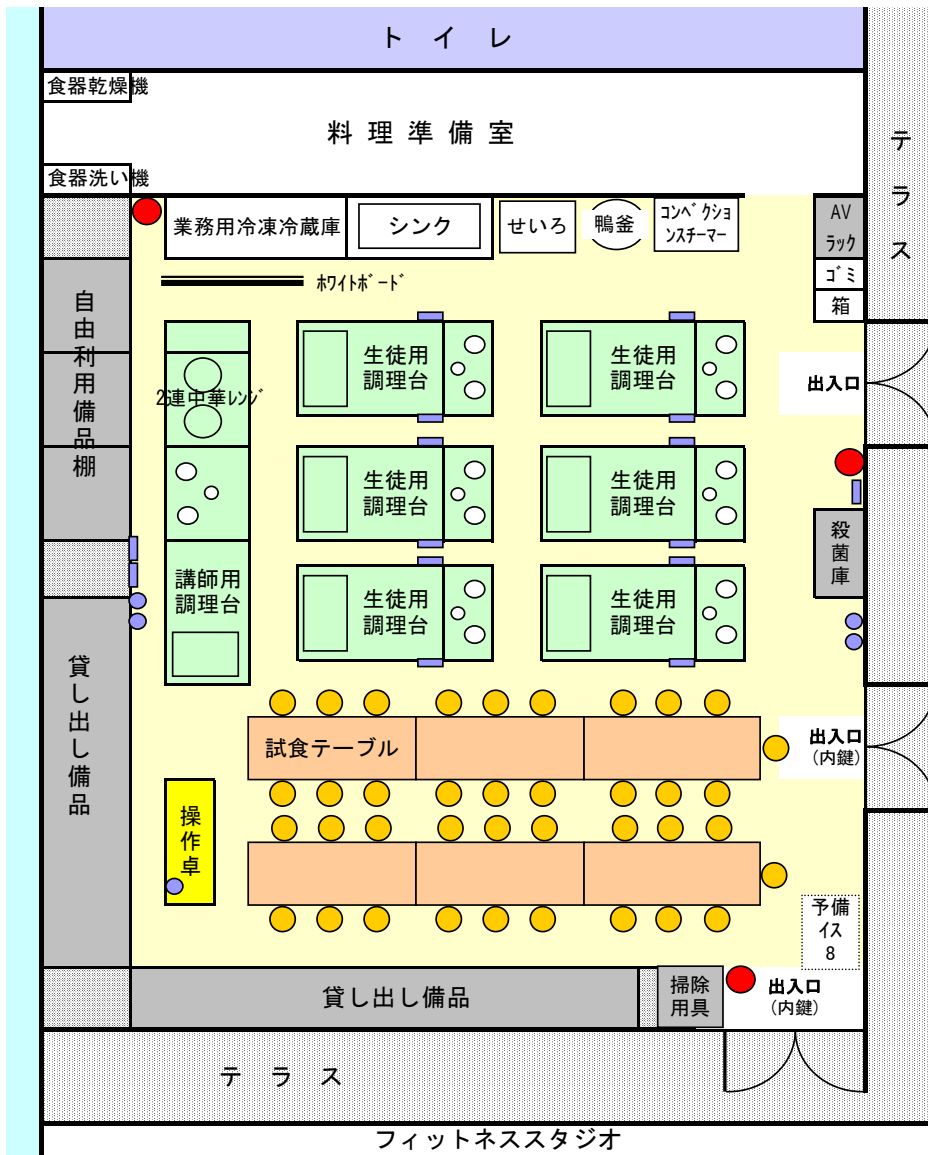 ト イ レ
食器乾燥機
料 理 準 備 室
テラス
食器洗い機
業務用冷凍冷蔵庫
シンク
せいろ
鴨釜
ｺﾝﾍﾞｸｼｮ
ﾝｽﾁｰﾏｰ
AV
ﾗｯｸ
ｺﾞﾐ
箱
ﾎﾜｲﾄﾎﾞｰﾄﾞ
自由利用備品棚
2連中華ﾚﾝｼﾞ
生徒用
調理台
生徒用
調理台
出入口
生徒用
調理台
生徒用
調理台
殺菌庫
講師用
調理台
生徒用
調理台
生徒用
調理台
貸し出し備品
試食テーブル
出入口
(内鍵)
操作卓
予備
ｲｽ
8
貸し出し備品
掃除
用具
出入口
(内鍵)
テ ラ ス
フィットネススタジオ